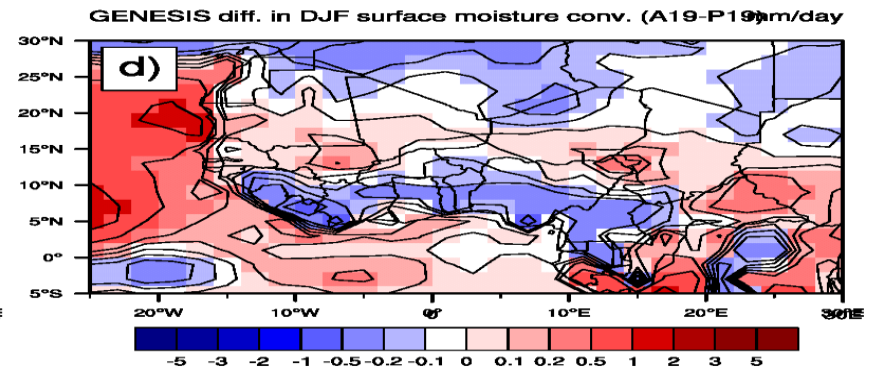 GENESIS diff. in DJF surface moisture conv. (A19-P19) mm/day
30°N
d)
25°N
20°N
15°N
10°N
5°N
0°
5°S
20°W 10°W 0° 10°E 20°E 30°E
-5 -3 -2 -1 -0.5 -0.2 -0.1 0 0.1 0.2 0.5 1 2 3 5